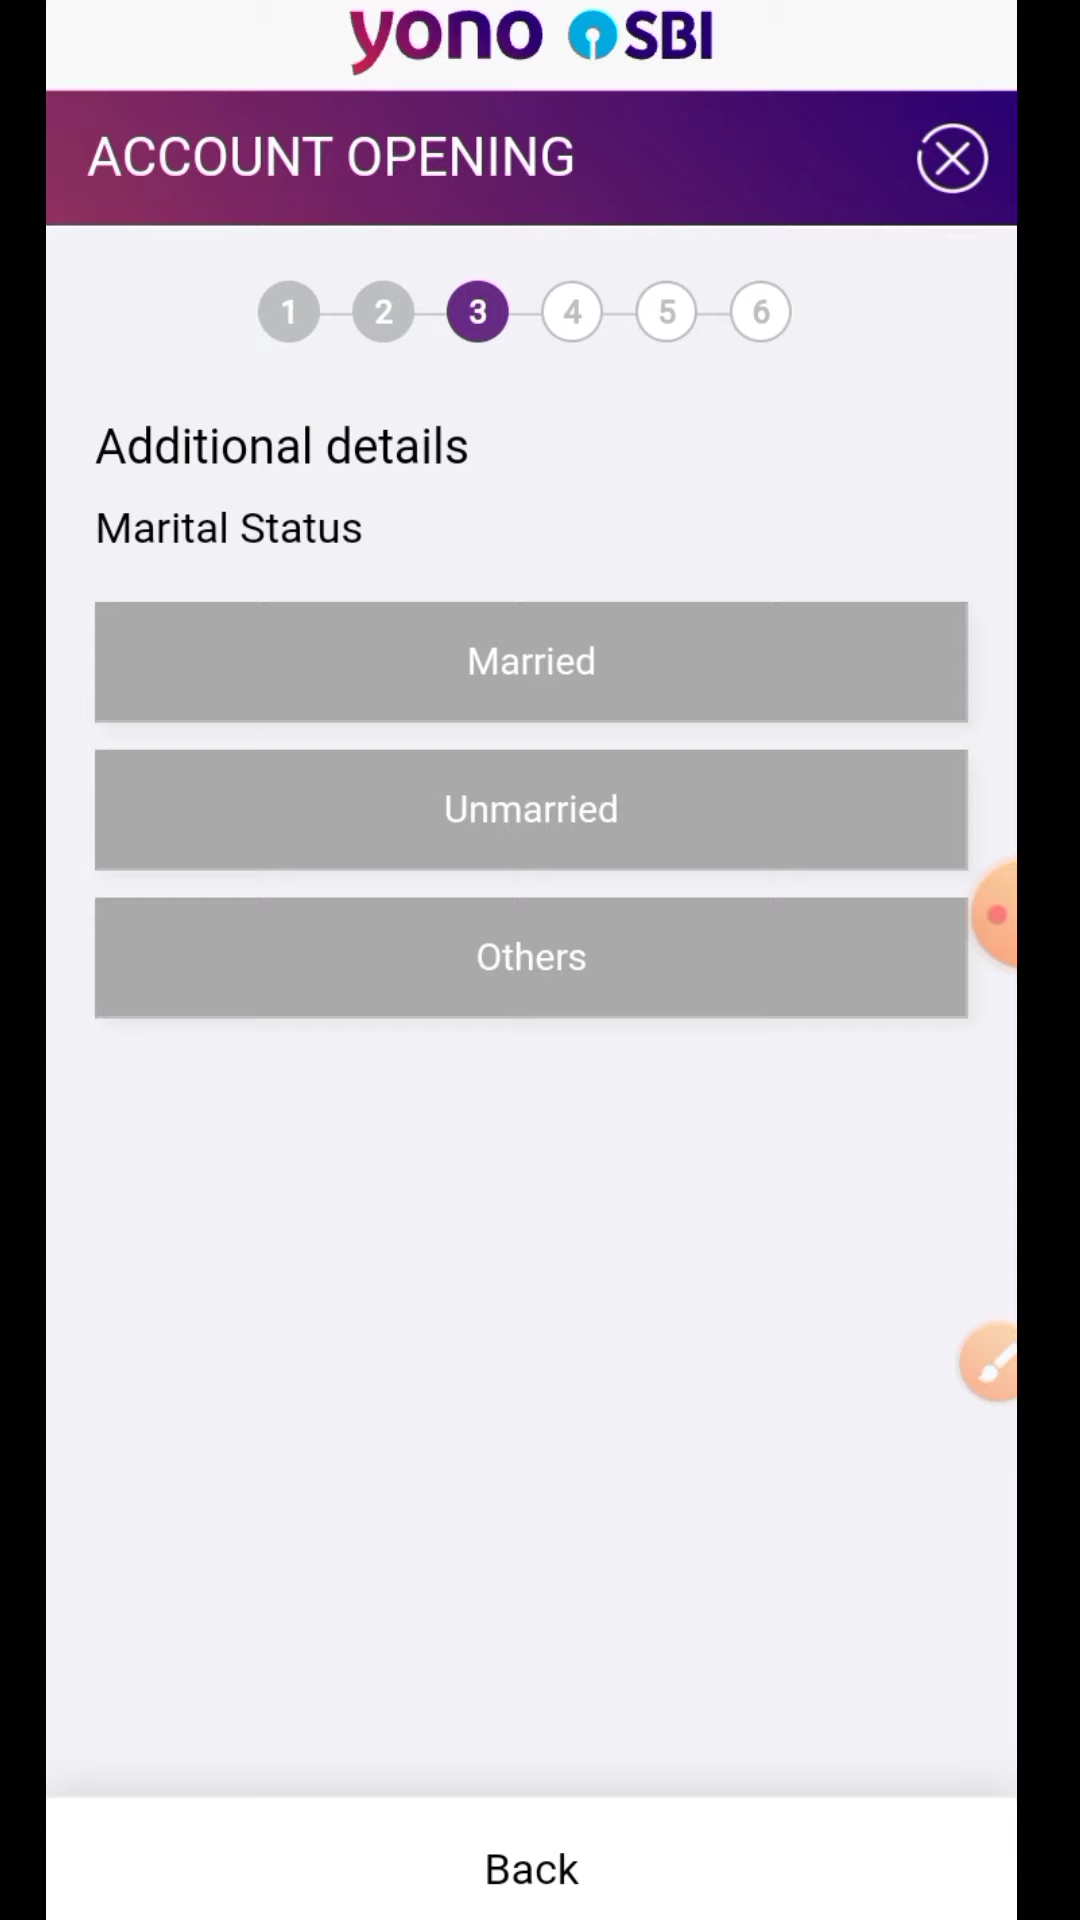 yono SBI
ACCOUNT OPENING
1 2 3 4 5 6
Additional details
Marital Status
Married
Unmarried
Others
Back